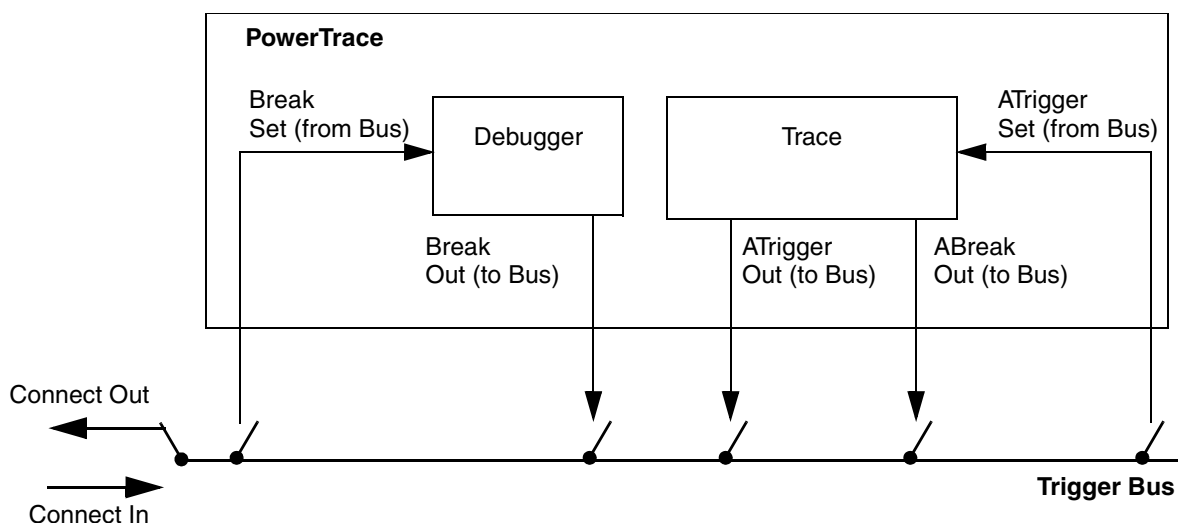 PowerTrace
Break
Set (from Bus)
Debugger
Trace
ATrigger
Set (from Bus)
Break
Out (to Bus)
ATrigger
Out (to Bus)
ABreak
Out (to Bus)
Connect Out
Trigger Bus
Connect In